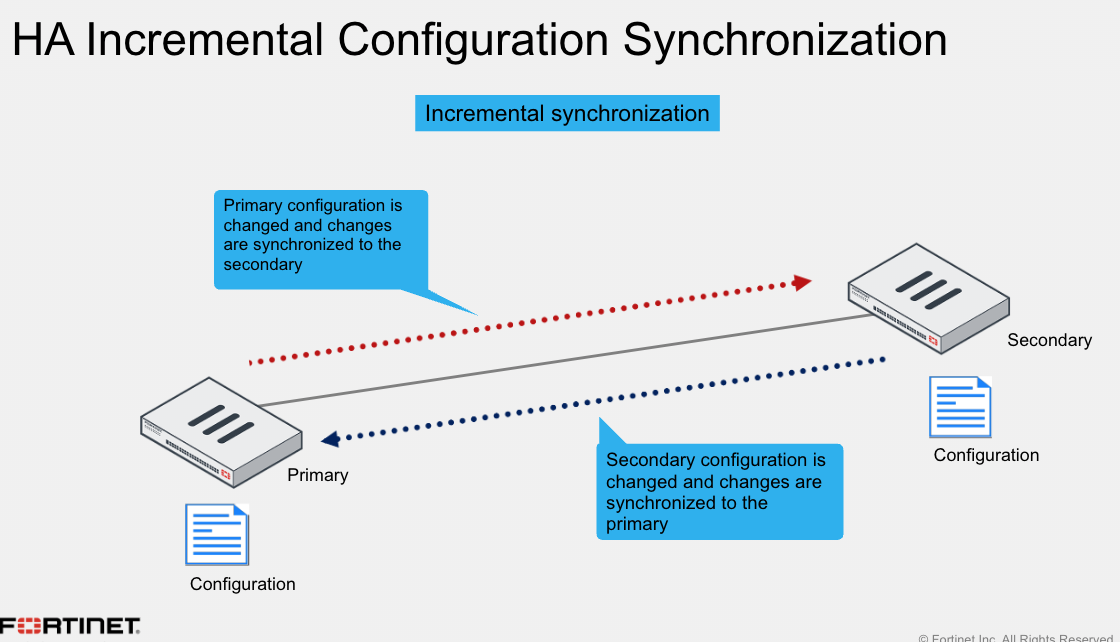 HA Incremental Configuration Synchronization
Incremental synchronization
Primary configuration is
changed and changes
are synchronized to the
secondary
Secondary
Configuration
Primary
Secondary configuration is
changed and changes are
synchronized to the
primary
Configuration
FORTINET
© Fortinet Inc. All Rights Reserved